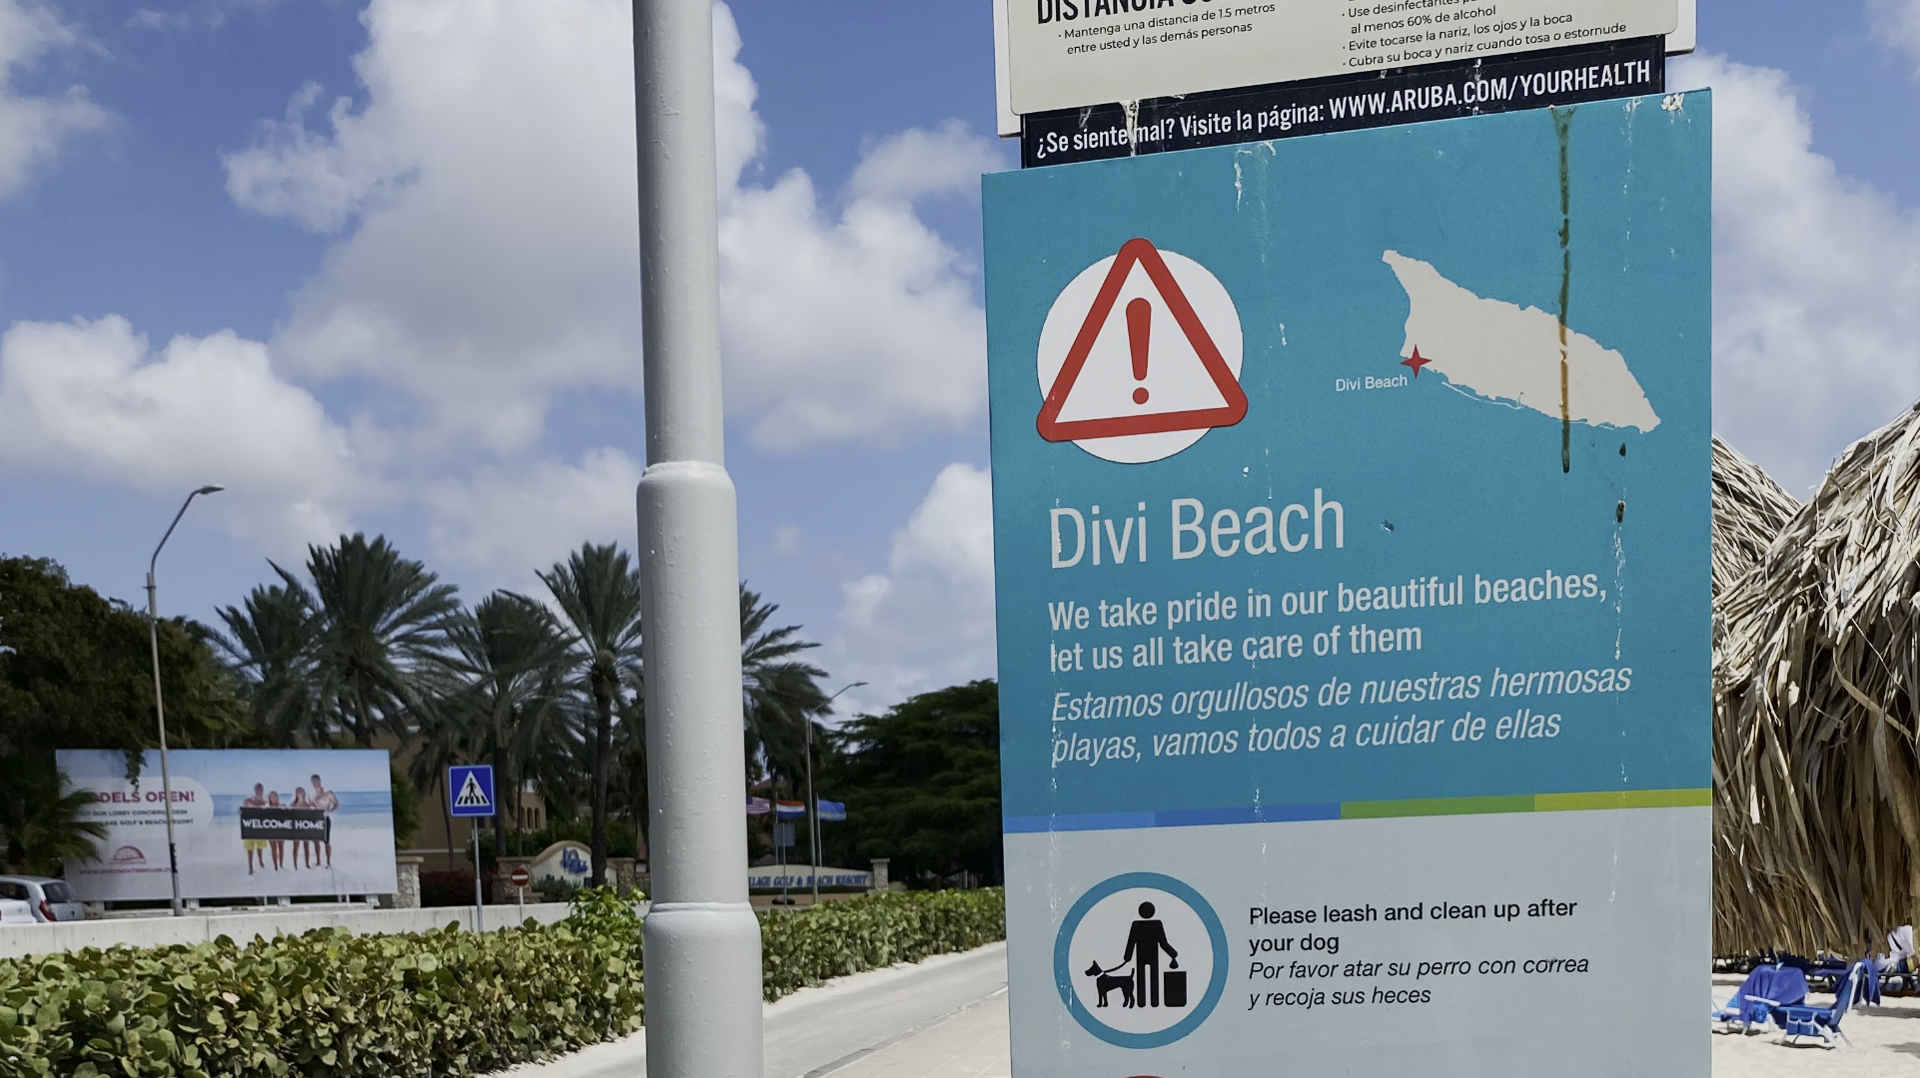 · Mantenga una distancia de 1.5 metros
entre usted y las demás personas
· Use desinfectantes
al menos 60% de alcohol
· Evite tocarse la nariz, los ojos y la boca
· Cubra su boca y nariz cuando tosa o estornude
¿Se siente mal? Visite la página: WWW.ARUBA.COM/YOURHEALTH
Divi Beach
Divi Beach
We take pride in our beautiful beaches,
let us all take care of them
Estamos orgullosos de nuestras hermosas
playas, vamos todos a cuidar de ellas
Please leash and clean up after
your dog
Por favor atar su perro con correa
y recoja sus heces
OPEN!
WELCOME HOME
GOLF & BEACH RESORT